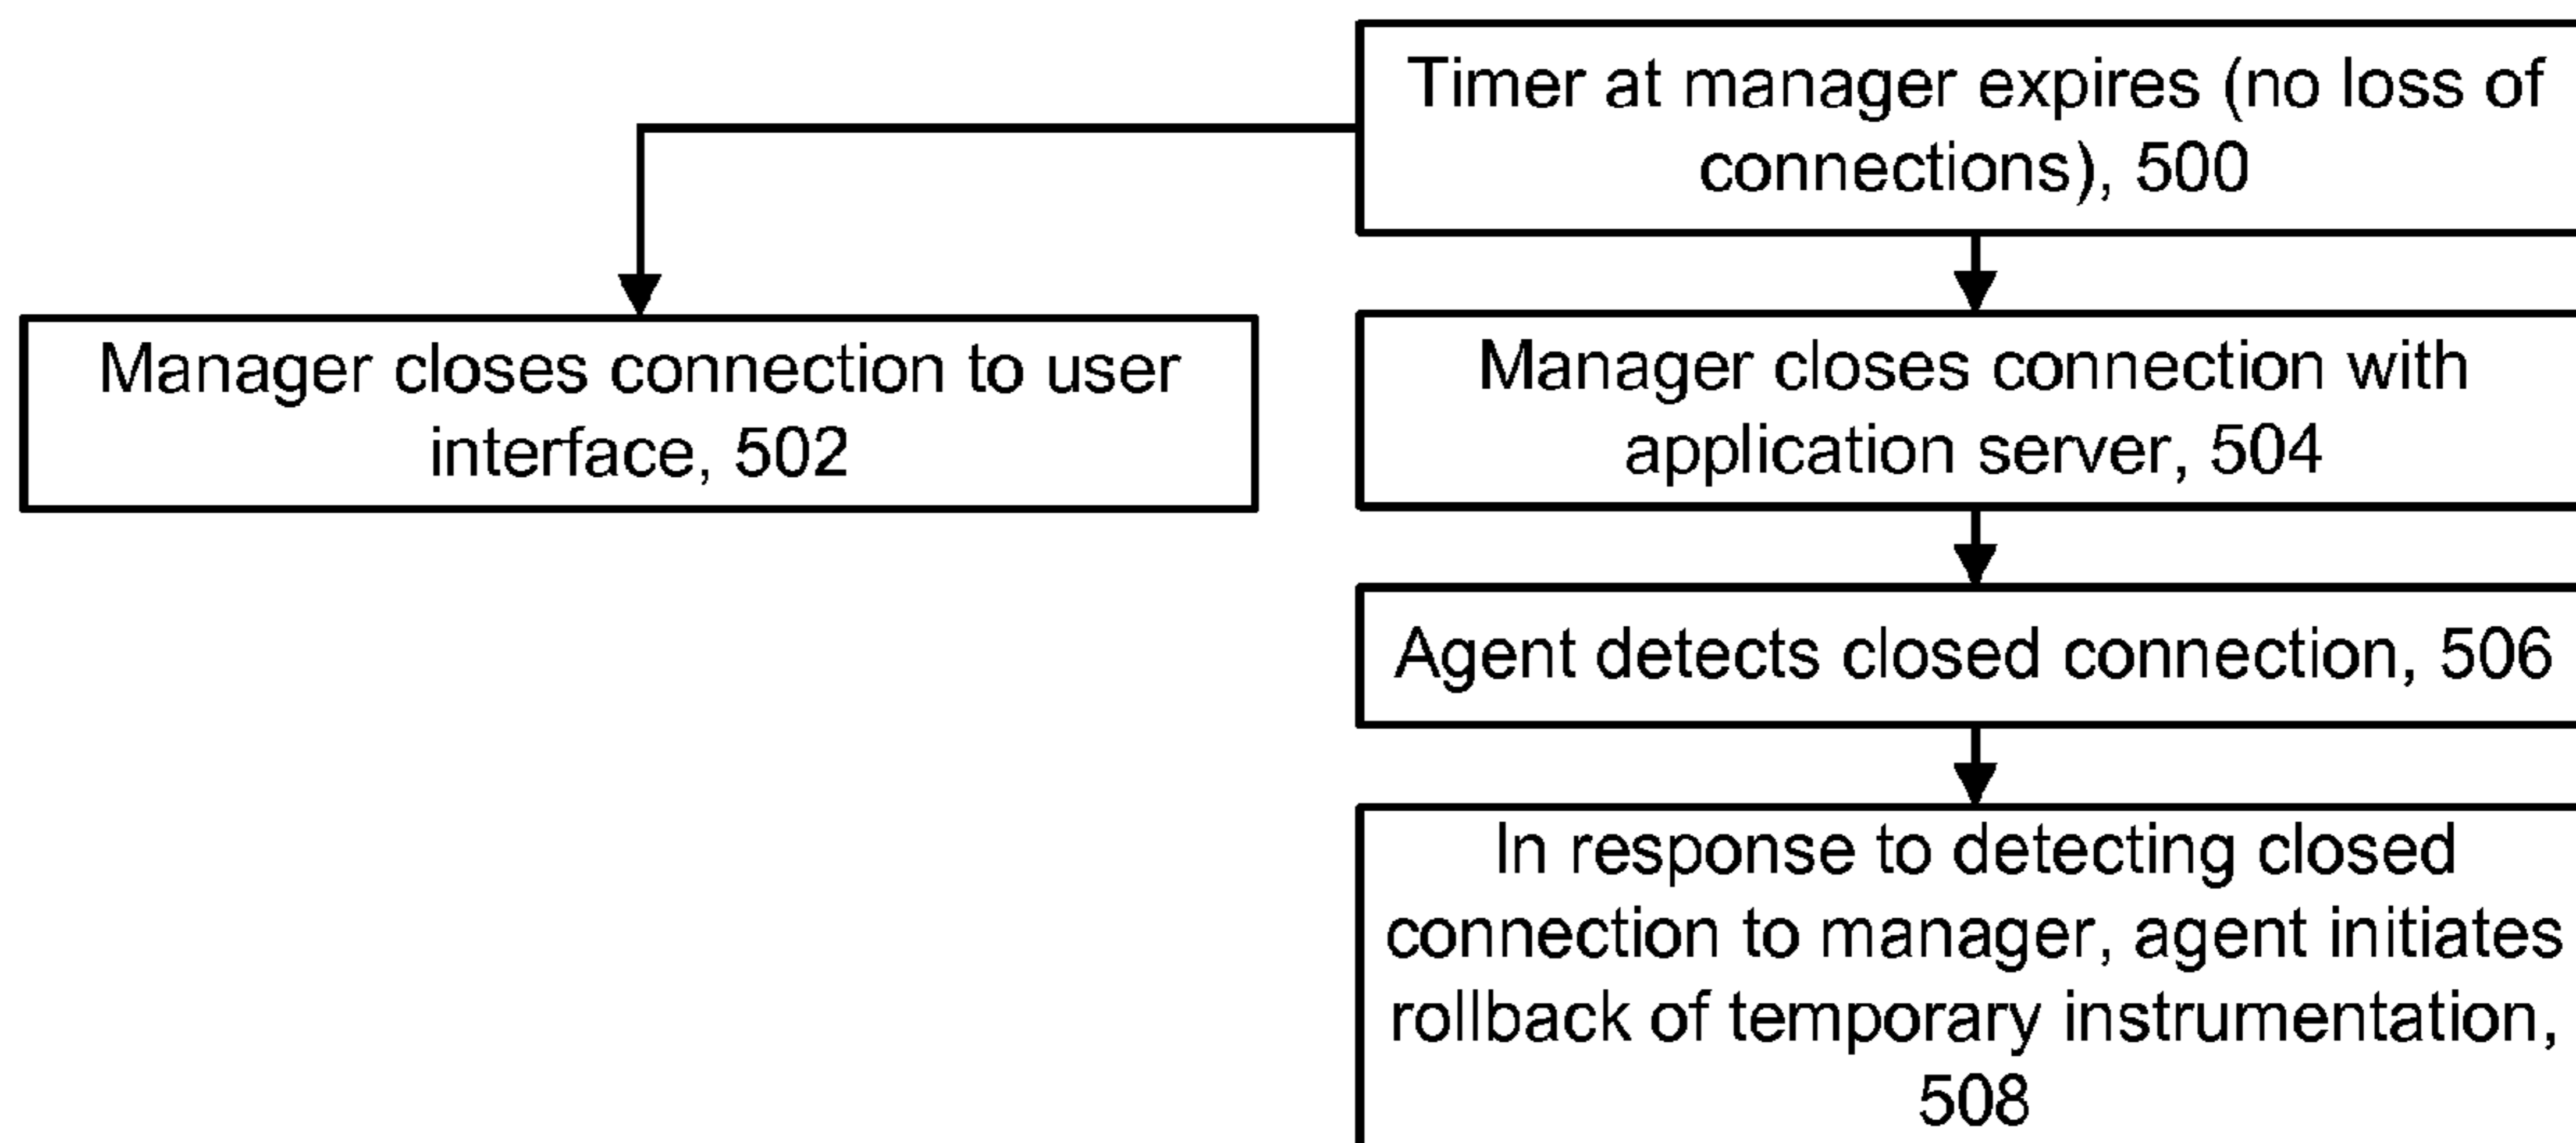 Timer at manager expires (no loss of
connections), 500
Manager closes connection to user
interface, 502
Manager closes connection with
application server, 504
Agent detects closed connection, 506
In response to detecting closed
connection to manager, agent initiates
rollback of temporary instrumentation,
508